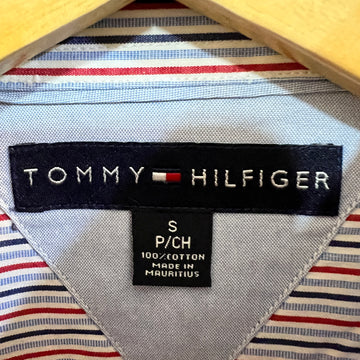 TOMMY HILFIGER
S
P/CH
100% COTTON
MADE IN
MAURITIUS